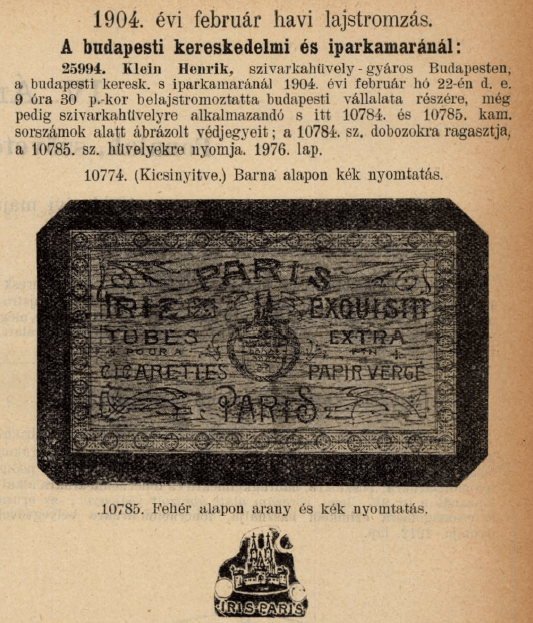 1904. évi február havi lajstromzás.
A budapesti kereskedelmi és iparkamaránál:
25994. Klein Henrik, szivarkahüvely-gyáros Budapesten,
a budapesti keresk. s iparkamaránál 1904. évi február hó 22-én d. e.
9 óra 30 p.-kor belajstromoztatta budapesti vállalata részére, még
pedig szivarkahüvelyre alkalmazandó s itt 10784. és 10785. kam.
sorszámok alatt ábrázolt védjegyeit; a 10784. sz. dobozokra ragasztja,
a 10785. sz. hüvelyekre nyomja. 1976. lap.
10774. (Kicsinyitve.) Barna alapon kék nyomtatás.
PARIS
EXQUISIT
TUBES EXTRA
POUR FIN
CIGARETTES PAPIR VERGÉ
PARIS
10785. Fehér alapon arany és kék nyomtatás.
IRIS-PARIS